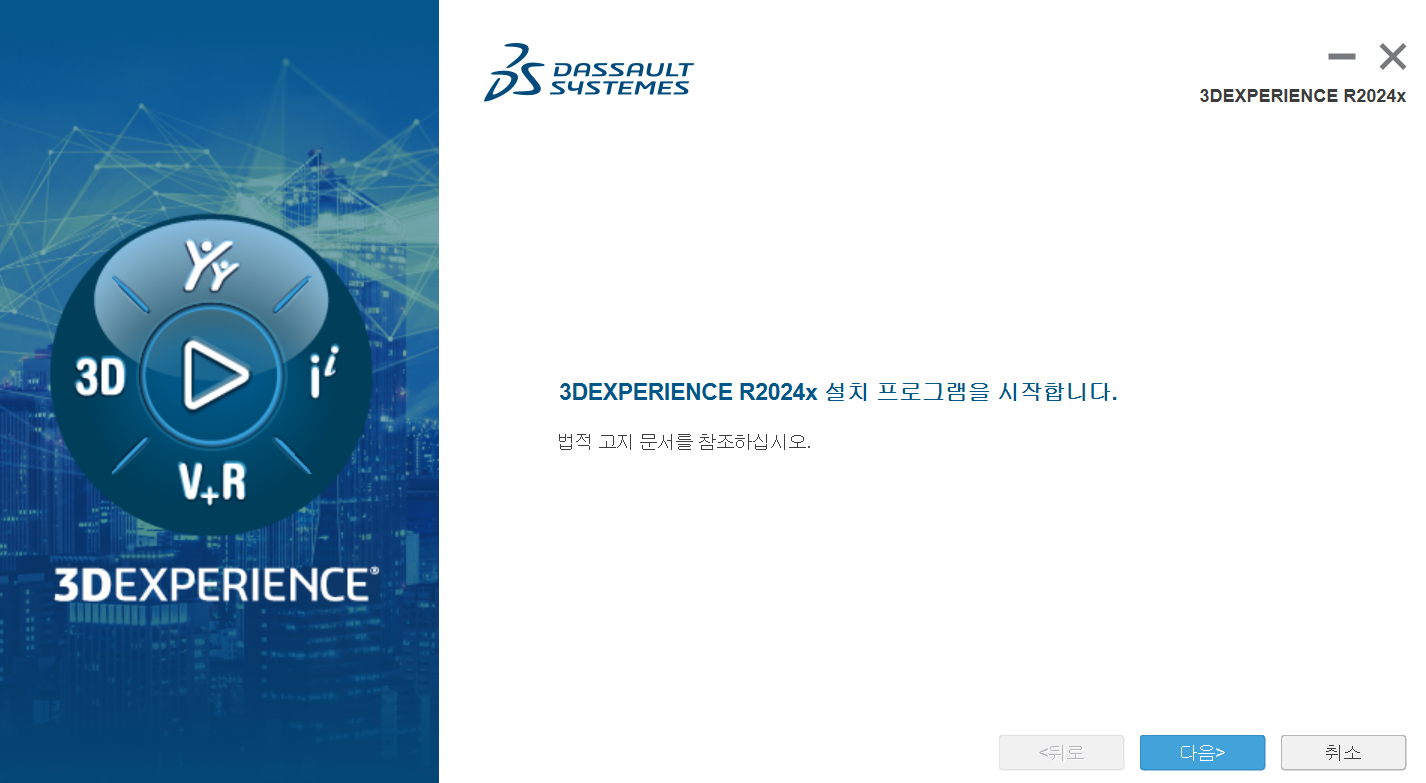 DASSAULT
SYSTEMES
3DEXPERIENCE R2024x
3D
i i
V+R
3DEXPERIENCE®
3DEXPERIENCE R2024x 설치 프로그램을 시작합니다.
법적 고지 문서를 참조하십시오.
<뒤로
다음>
취소